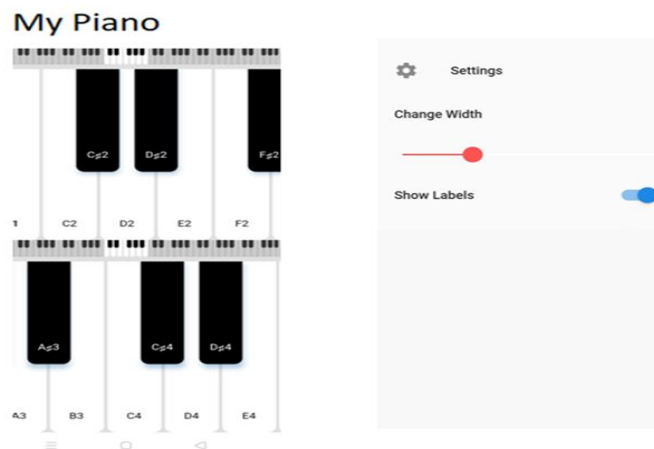 My Piano
C♯2 D♯2 F♯2
1 C2 D2 E2 F2
A♯3 C♯4 D♯4
A3 B3 C4 D4 E4
Settings
Change Width
Show Labels